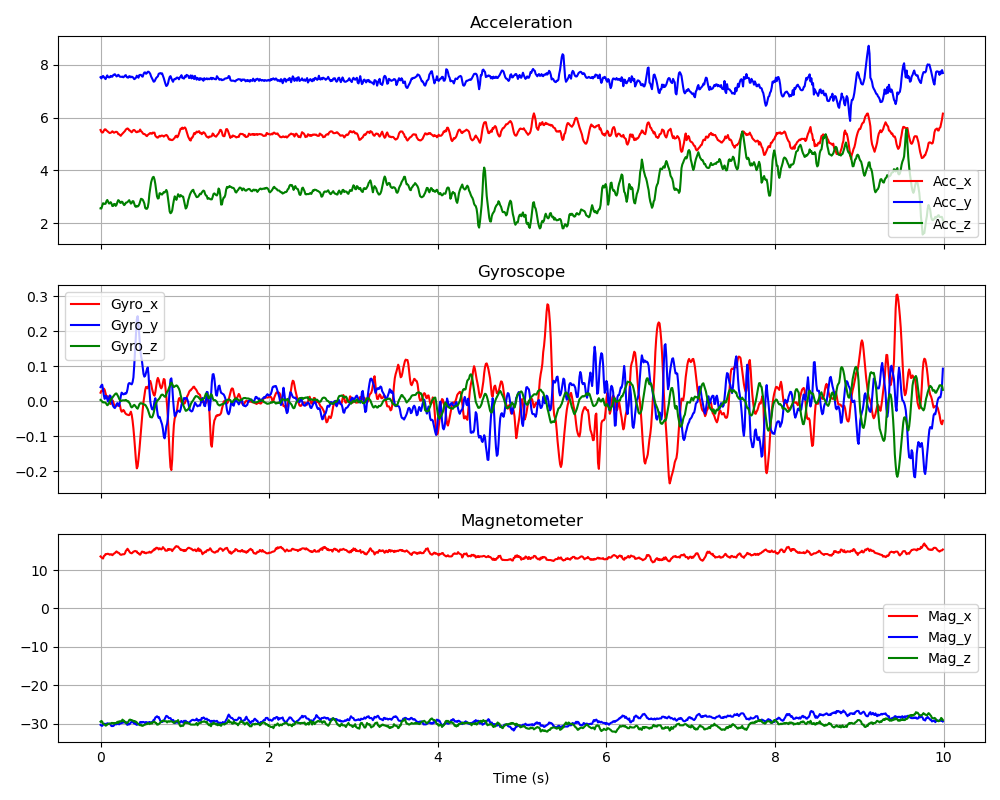 Acceleration
8
6
4
2
Acc_x
Acc_y
Acc_z
Gyroscope
0.3
0.2
0.1
0.0
−0.1
−0.2
Gyro_x
Gyro_y
Gyro_z
Magnetometer
10
0
−10
−20
−30
Mag_x
Mag_y
Mag_z
0 2 4 6 8 10
Time (s)